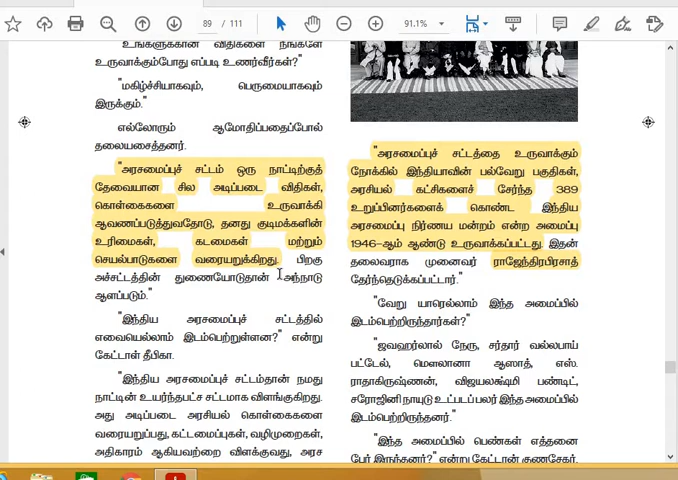 89 / 111
91.1%
உங்களுக்கான விதிகளை நீங்களே
உருவாக்கும்போது எப்படி உணர்வீர்கள்?"
"மகிழ்ச்சியாகவும், பெருமையாகவும்
இருக்கும்."
எல்லோரும் ஆமோதிப்பதைப்போல்
தலையசைத்தனர்.
"அரசமைப்புச் சட்டம் ஒரு நாட்டிற்குத்
தேவையான சில அடிப்படை விதிகள்,
கொள்கைகளை உருவாக்கி
ஆவணப்படுத்துவதோடு, தனது குடிமக்களின்
உரிமைகள், கடமைகள் மற்றும்
செயல்பாடுகளை வரையறுக்கிறது. பிறகு
அச்சட்டத்தின் துணையோடுதான் அந்நாடு
ஆளப்படும்."
"இந்திய அரசமைப்புச் சட்டத்தில்
எவையெல்லாம் இடம்பெற்றுள்ளன?" என்று
கேட்டாள் தீபிகா.
"இந்திய அரசமைப்புச் சட்டம்தான் நமது
நாட்டின் உயர்ந்தபட்ச சட்டமாக விளங்குகிறது.
அது அடிப்படை அரசியல் கொள்கைகளை
வரையறுப்பது, கட்டமைப்புகள், வழிமுறைகள்,
அதிகாரம் ஆகியவற்றை விளக்குவது, அரச
"அரசமைப்புச் சட்டத்தை உருவாக்கும்
நோக்கில் இந்தியாவின் பல்வேறு பகுதிகள்,
அரசியல் கட்சிகளைச் சேர்ந்த 389
உறுப்பினர்களைக் கொண்ட இந்திய
அரசமைப்பு நிர்ணய மன்றம் என்ற அமைப்பு
1946-ஆம் ஆண்டு உருவாக்கப்பட்டது. இதன்
தலைவராக முனைவர் ராஜேந்திரபிரசாத்
தேர்ந்தெடுக்கப்பட்டார்."
"வேறு யாரெல்லாம் இந்த அமைப்பில்
இடம்பெற்றிருந்தார்கள்?"
"ஜவஹர்லால் நேரு, சர்தார் வல்லபாய்
பட்டேல், மௌலானா ஆஸாத், எஸ்.
ராதாகிருஷ்ணன், விஜயலக்ஷ்மி பண்டிட்,
சரோஜினி நாயுடு உட்படப் பலர் இந்த அமைப்பில்
இடம்பெற்றிருந்தனர்."
"இந்த அமைப்பில் பெண்கள் எத்தனை
பேர் இருந்தனர்?" என்று கேட்டான் குணசேகர்.